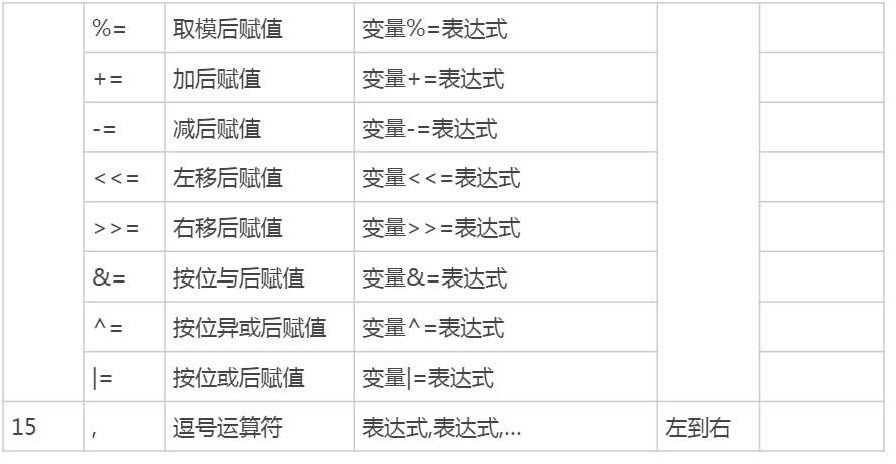 %= 取模后赋值 变量%=表达式
+= 加后赋值 变量+=表达式
-= 减后赋值 变量-=表达式
<<= 左移后赋值 变量<<=表达式
>>= 右移后赋值 变量>>=表达式
&= 按位与后赋值 变量&=表达式
^= 按位异或后赋值 变量^=表达式
|= 按位或后赋值 变量|=表达式
15 , 逗号运算符 表达式,表达式,… 左到右